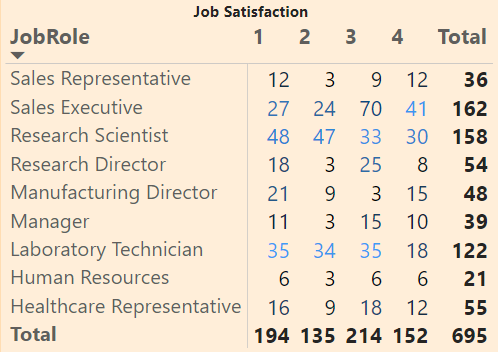 Job Satisfaction
JobRole 1 2 3 4 Total
Sales Representative 12 3 9 12 36
Sales Executive 27 24 70 41 162
Research Scientist 48 47 33 30 158
Research Director 18 3 25 8 54
Manufacturing Director 21 9 3 15 48
Manager 11 3 15 10 39
Laboratory Technician 35 34 35 18 122
Human Resources 6 3 6 6 21
Healthcare Representative 16 9 18 12 55
Total 194 135 214 152 695